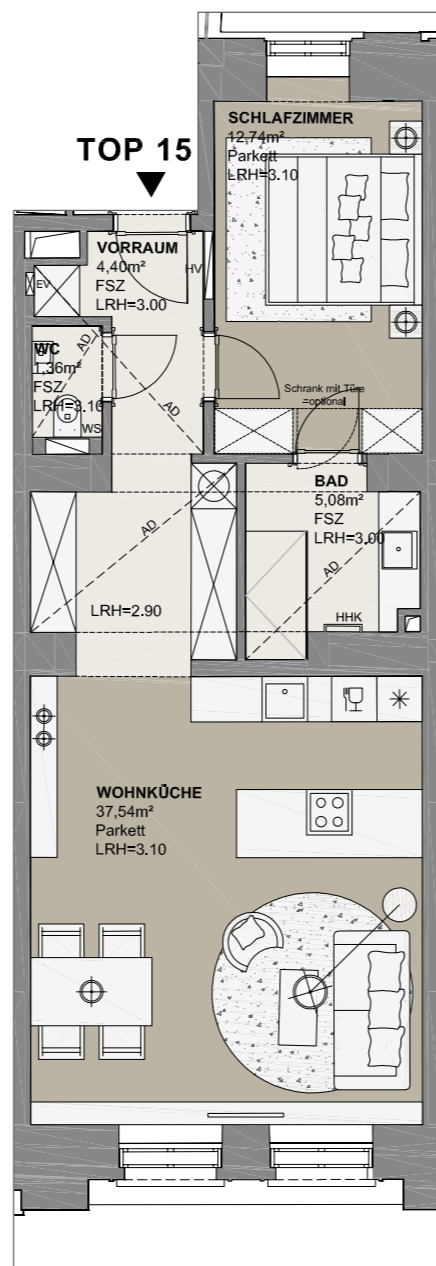 SCHLAFZIMMER
12,74m²
Parkett
LRH=3.10
TOP 15
VORRAUM
4,40m²
FSZ
LRH=3.00
HV
EV
AD
WC
1,36m²
FSZ
LRH=3.10
WS
AD
Schrank mit Türe
=optional
BAD
5,08m²
FSZ
LRH=3.00
AD
HHK
AD
LRH=2.90
WOHNKÜCHE
37,54m²
Parkett
LRH=3.10